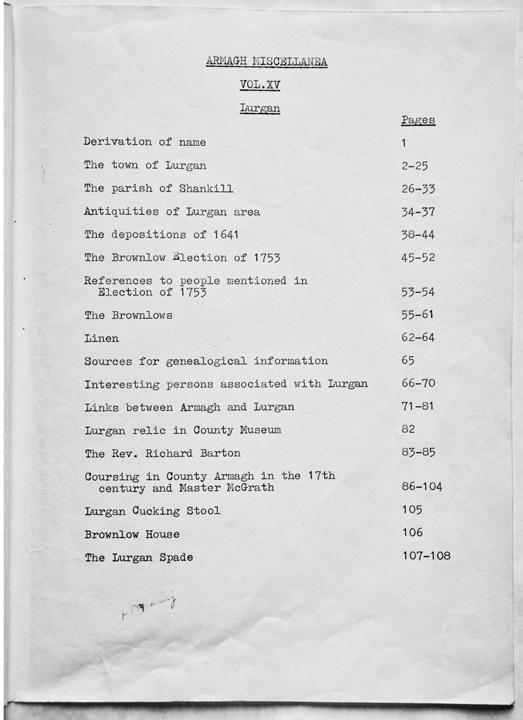 ARMAGH MISCELLANEA
VOL.XV
Lurgan
Pages
Derivation of name 1
The town of Lurgan 2-25
The parish of Shankill 26-33
Antiquities of Lurgan area 34-37
The depositions of 1641 38-44
The Brownlow Election of 1753 45-52
References to people mentioned in
Election of 1753 53-54
The Brownlows 55-61
Linen 62-64
Sources for genealogical information 65
Interesting persons associated with Lurgan 66-70
Links between Armagh and Lurgan 71-81
Lurgan relic in County Museum 82
The Rev. Richard Barton 83-85
Coursing in County Armagh in the 17th
century and Master McGrath 86-104
Lurgan Cucking Stool 105
Brownlow House 106
The Lurgan Spade 107-108